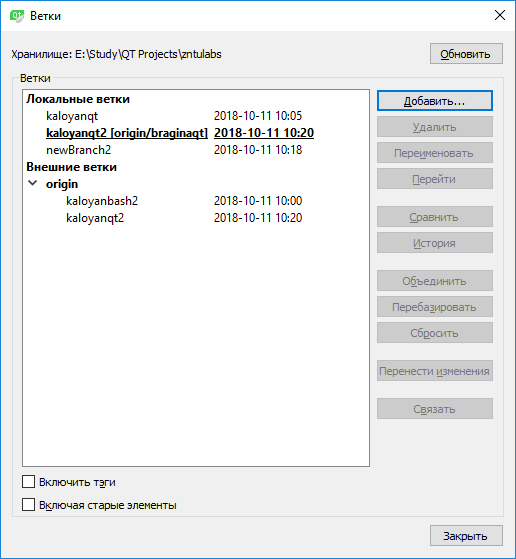 Ветки
Хранилище: E:\Study\QT Projects\zntulabs
Обновить
Ветки
Локальные ветки
kaloyanqt 2018-10-11 10:05
kaloyanqt2 [origin/braginaqt] 2018-10-11 10:20
newBranch2 2018-10-11 10:18
Внешние ветки
origin
kaloyanbash2 2018-10-11 10:00
kaloyanqt2 2018-10-11 10:20
Добавить...
Удалить
Переименовать
Перейти
Сравнить
История
Объединить
Перебазировать
Сбросить
Перенести изменения
Связать
Включить тэги
Включая старые элементы
Закрыть